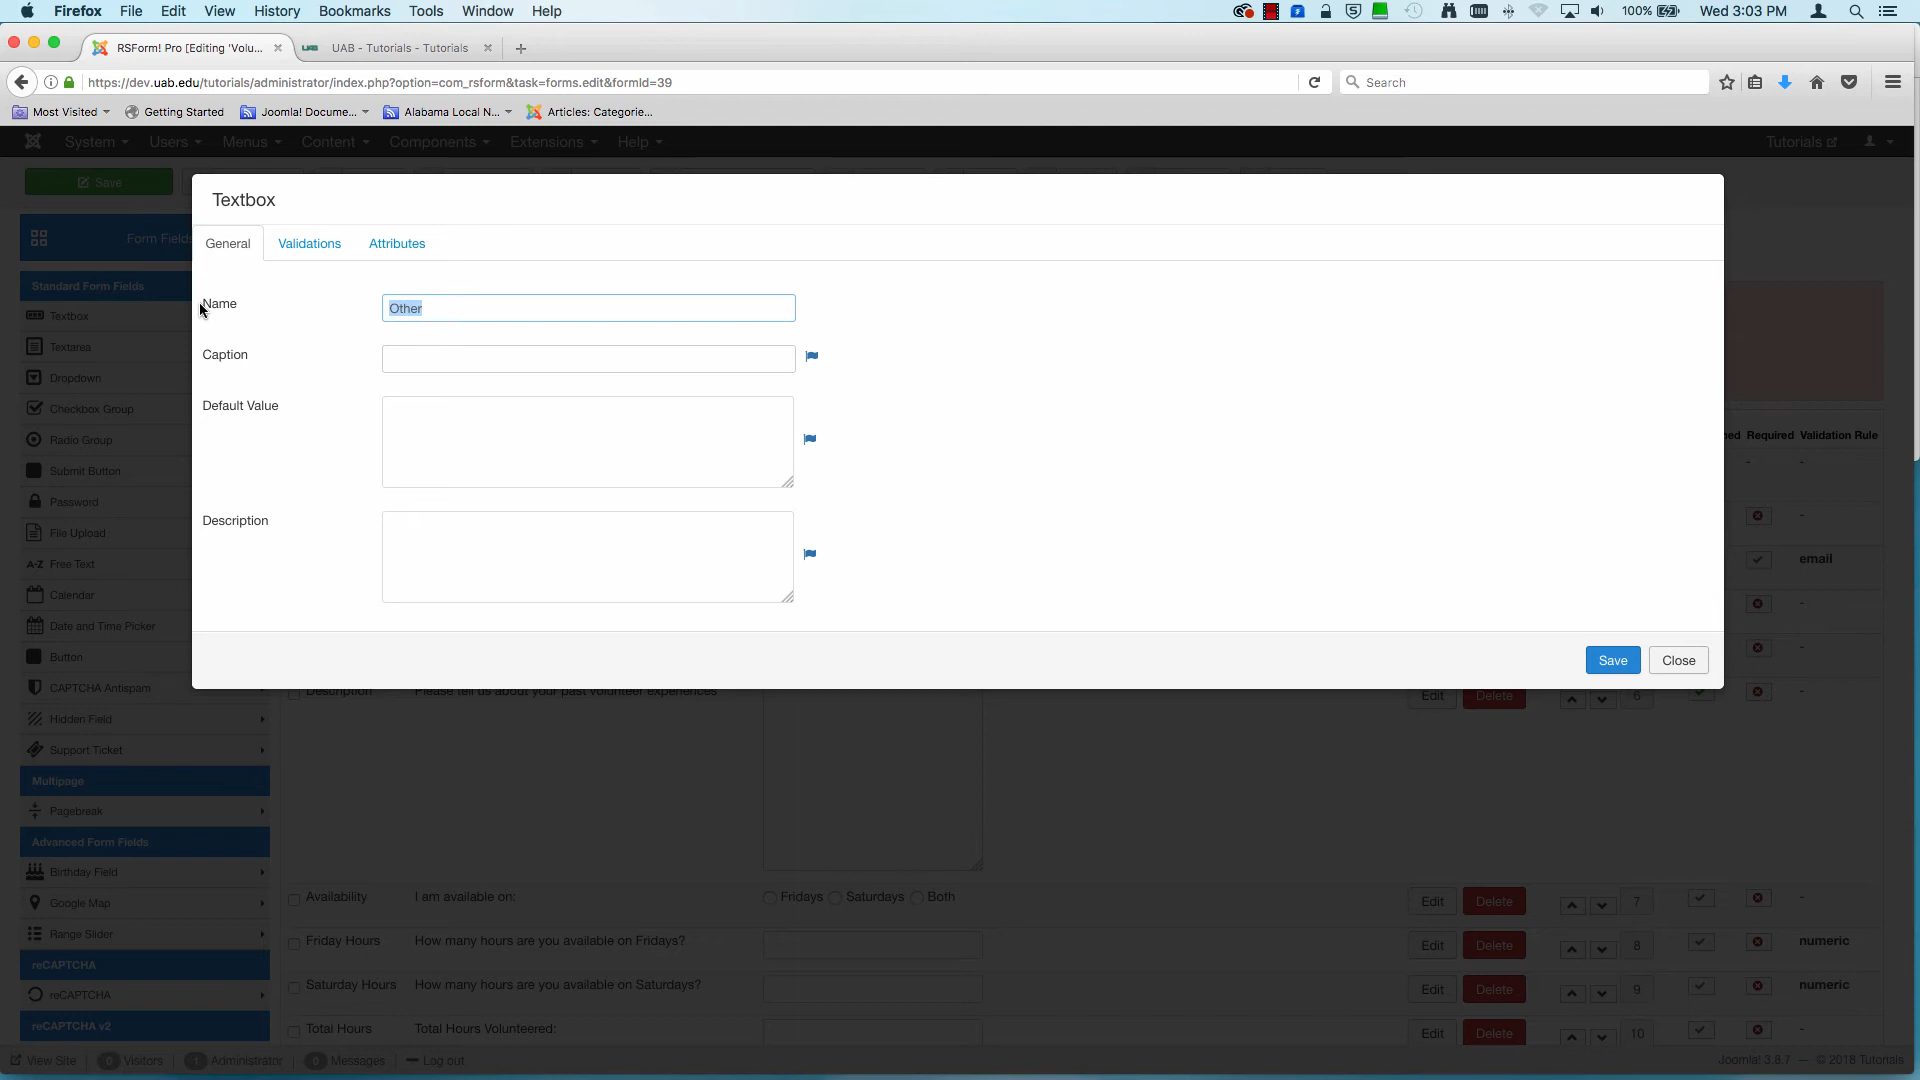 Firefox File Edit View History Bookmarks Tools Window Help 100% Wed 3:03 PM
RSForm! Pro [Editing 'Volu... UAB - Tutorials - Tutorials
https://dev.uab.edu/tutorials/administrator/index.php?option=com_rsform&task=forms.edit&formId=39 Search
Most Visited Getting Started Joomla! Docume... Alabama Local N... Articles: Categorie...
System Users Menus Content Components Extensions Help Tutorials
Save
Textbox
Form Fields
General Validations Attributes
Standard Form Fields
Name Other
Textbox
Textarea
Caption
Dropdown
Default Value
Checkbox Group
Required Validation Rule
Radio Group
Submit Button
Password
Description
File Upload
A-Z Free Text
email
Calendar
Date and Time Picker
Button
Save Close
CAPTCHA Antispam
Description Please tell us about your past volunteer experiences Edit Delete 6 -
Hidden Field
Support Ticket
Multipage
Pagebreak
Advanced Form Fields
Birthday Field
Availability I am available on: Fridays Saturdays Both Edit Delete 7 -
Google Map
Range Slider
Friday Hours How many hours are you available on Fridays? Edit Delete 8 numeric
reCAPTCHA
Saturday Hours How many hours are you available on Saturdays? Edit Delete 9 numeric
reCAPTCHA
reCAPTCHA v2
Total Hours Total Hours Volunteered: Edit Delete 10 -
View Site 0 Visitors 1 Administrator 0 Messages Log out Joomla! 3.8.7 — © 2018 Tutorials